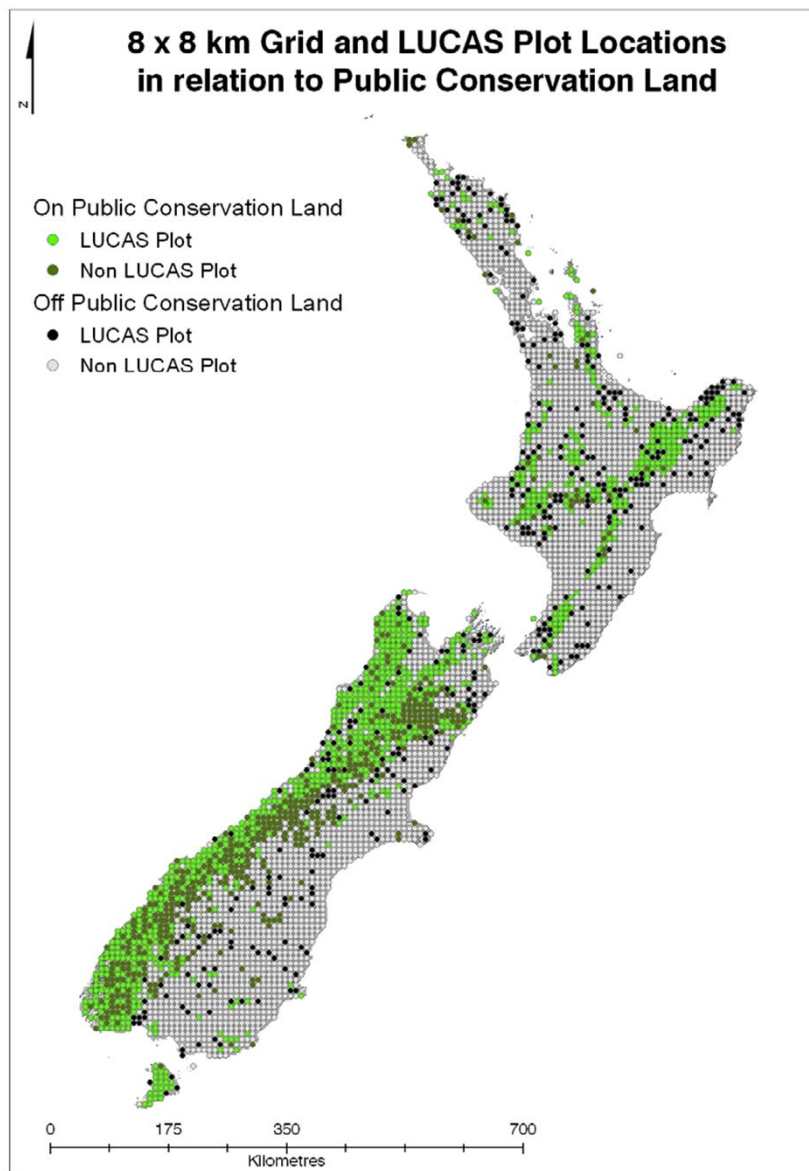 8 x 8 km Grid and LUCAS Plot Locations
in relation to Public Conservation Land
N
On Public Conservation Land
LUCAS Plot
Non LUCAS Plot
Off Public Conservation Land
LUCAS Plot
Non LUCAS Plot
0 175 350 700
Kilometres